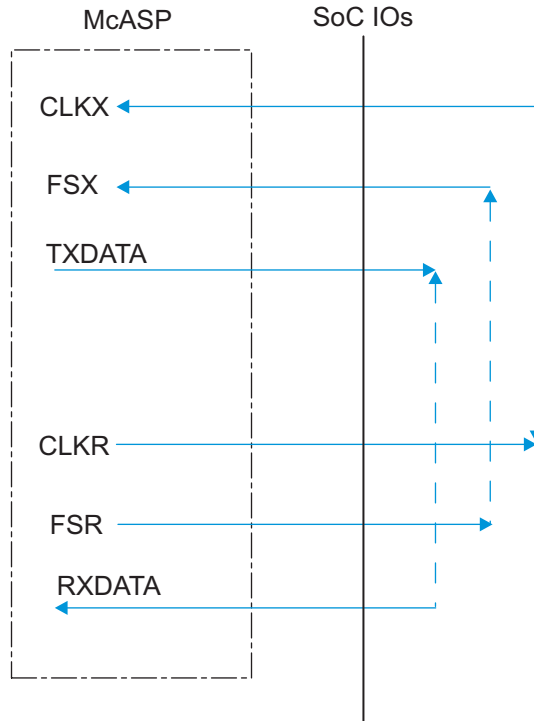 McASP
SoC IOs
CLKX
FSX
TXDATA
CLKR
FSR
RXDATA